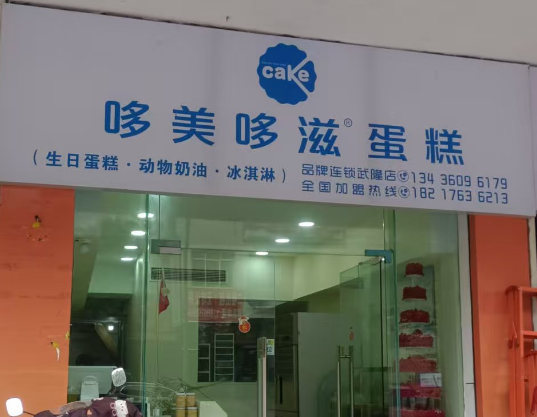 cake
哆美哆滋®蛋糕
(生日蛋糕·动物奶油·冰淇淋)
品牌连锁武隆店 134 3609 6179
全国加盟热线 182 1763 6213